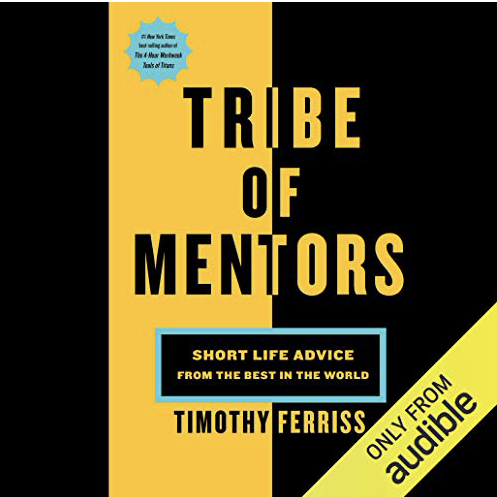 #1 New York Times
best-selling author of
The 4-Hour Workweek
Tools of Titans
TRIBE
OF
MENTORS
SHORT LIFE ADVICE
FROM THE BEST IN THE WORLD
TIMOTHY FERRISS
ONLY FROM
audible